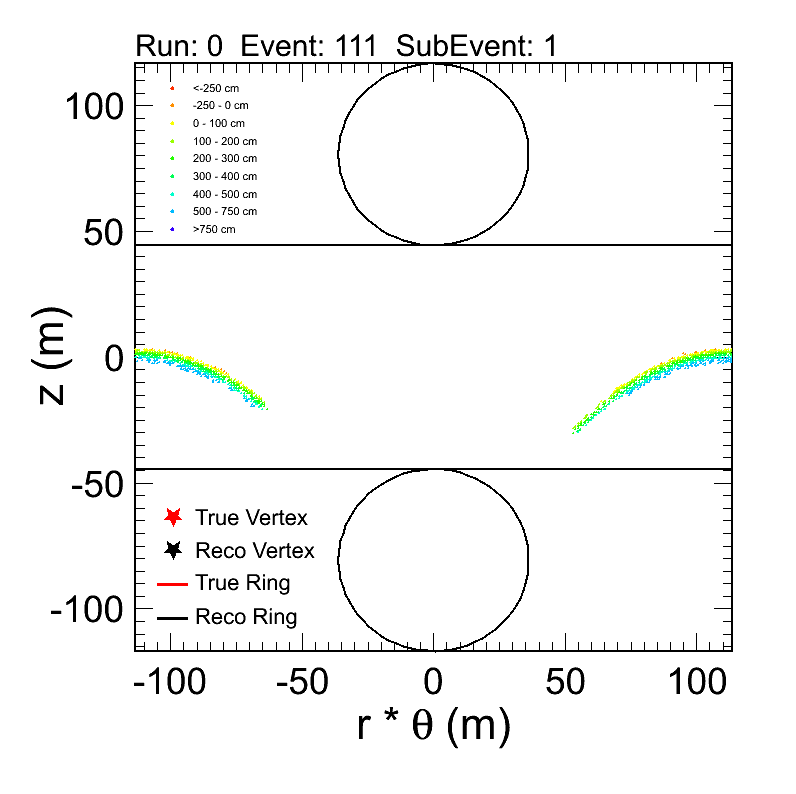 Run: 0 Event: 111 SubEvent: 1
<-250 cm
-250 - 0 cm
0 - 100 cm
100 - 200 cm
200 - 300 cm
300 - 400 cm
400 - 500 cm
500 - 750 cm
>750 cm
100
50
0
-50
-100
z (m)
True Vertex
Reco Vertex
True Ring
Reco Ring
-100 -50 0 50 100
r * θ (m)